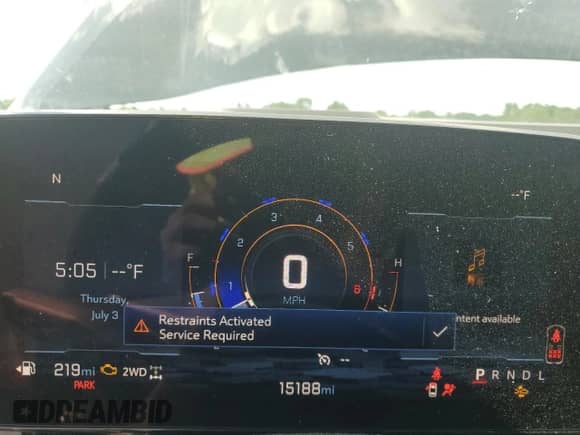 N
--°F
3 4
2 5
5:05 --°F F 0 H
1 6
Thursday, MPH
July 3
Restraints Activated
Service Required
ntent available
--
219mi 2WD P R N D L
PARK 15188mi
DREAMBID